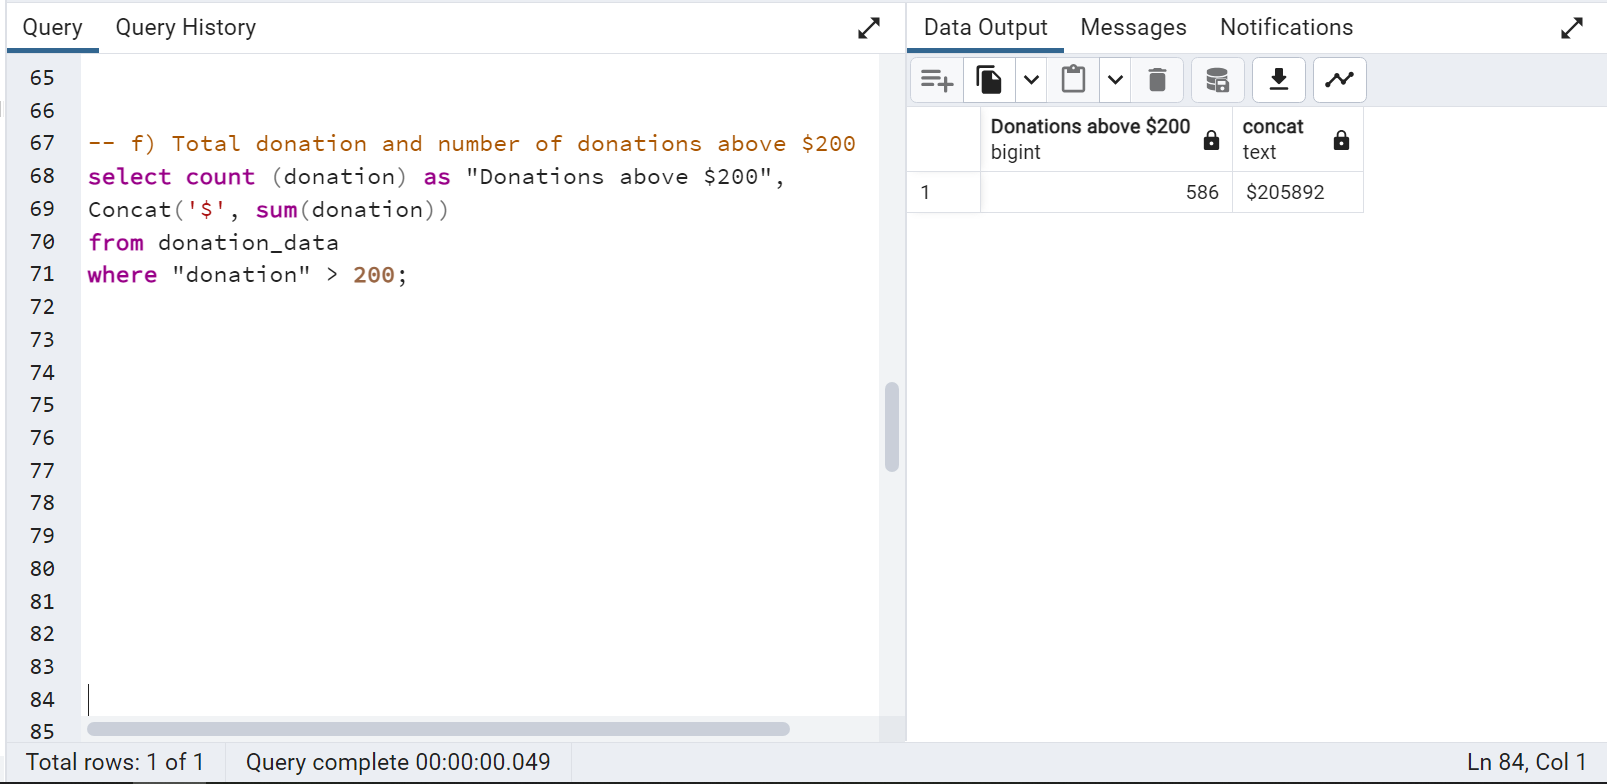 Query Query History
65
66
67 -- f) Total donation and number of donations above $200
68 select count (donation) as "Donations above $200",
69 Concat('$', sum(donation))
70 from donation_data
71 where "donation" > 200;
72
73
74
75
76
77
78
79
80
81
82
83
84
85
Data Output Messages Notifications
Donations above $200 concat
bigint text
1 586 $205892
Total rows: 1 of 1 Query complete 00:00:00.049 Ln 84, Col 1